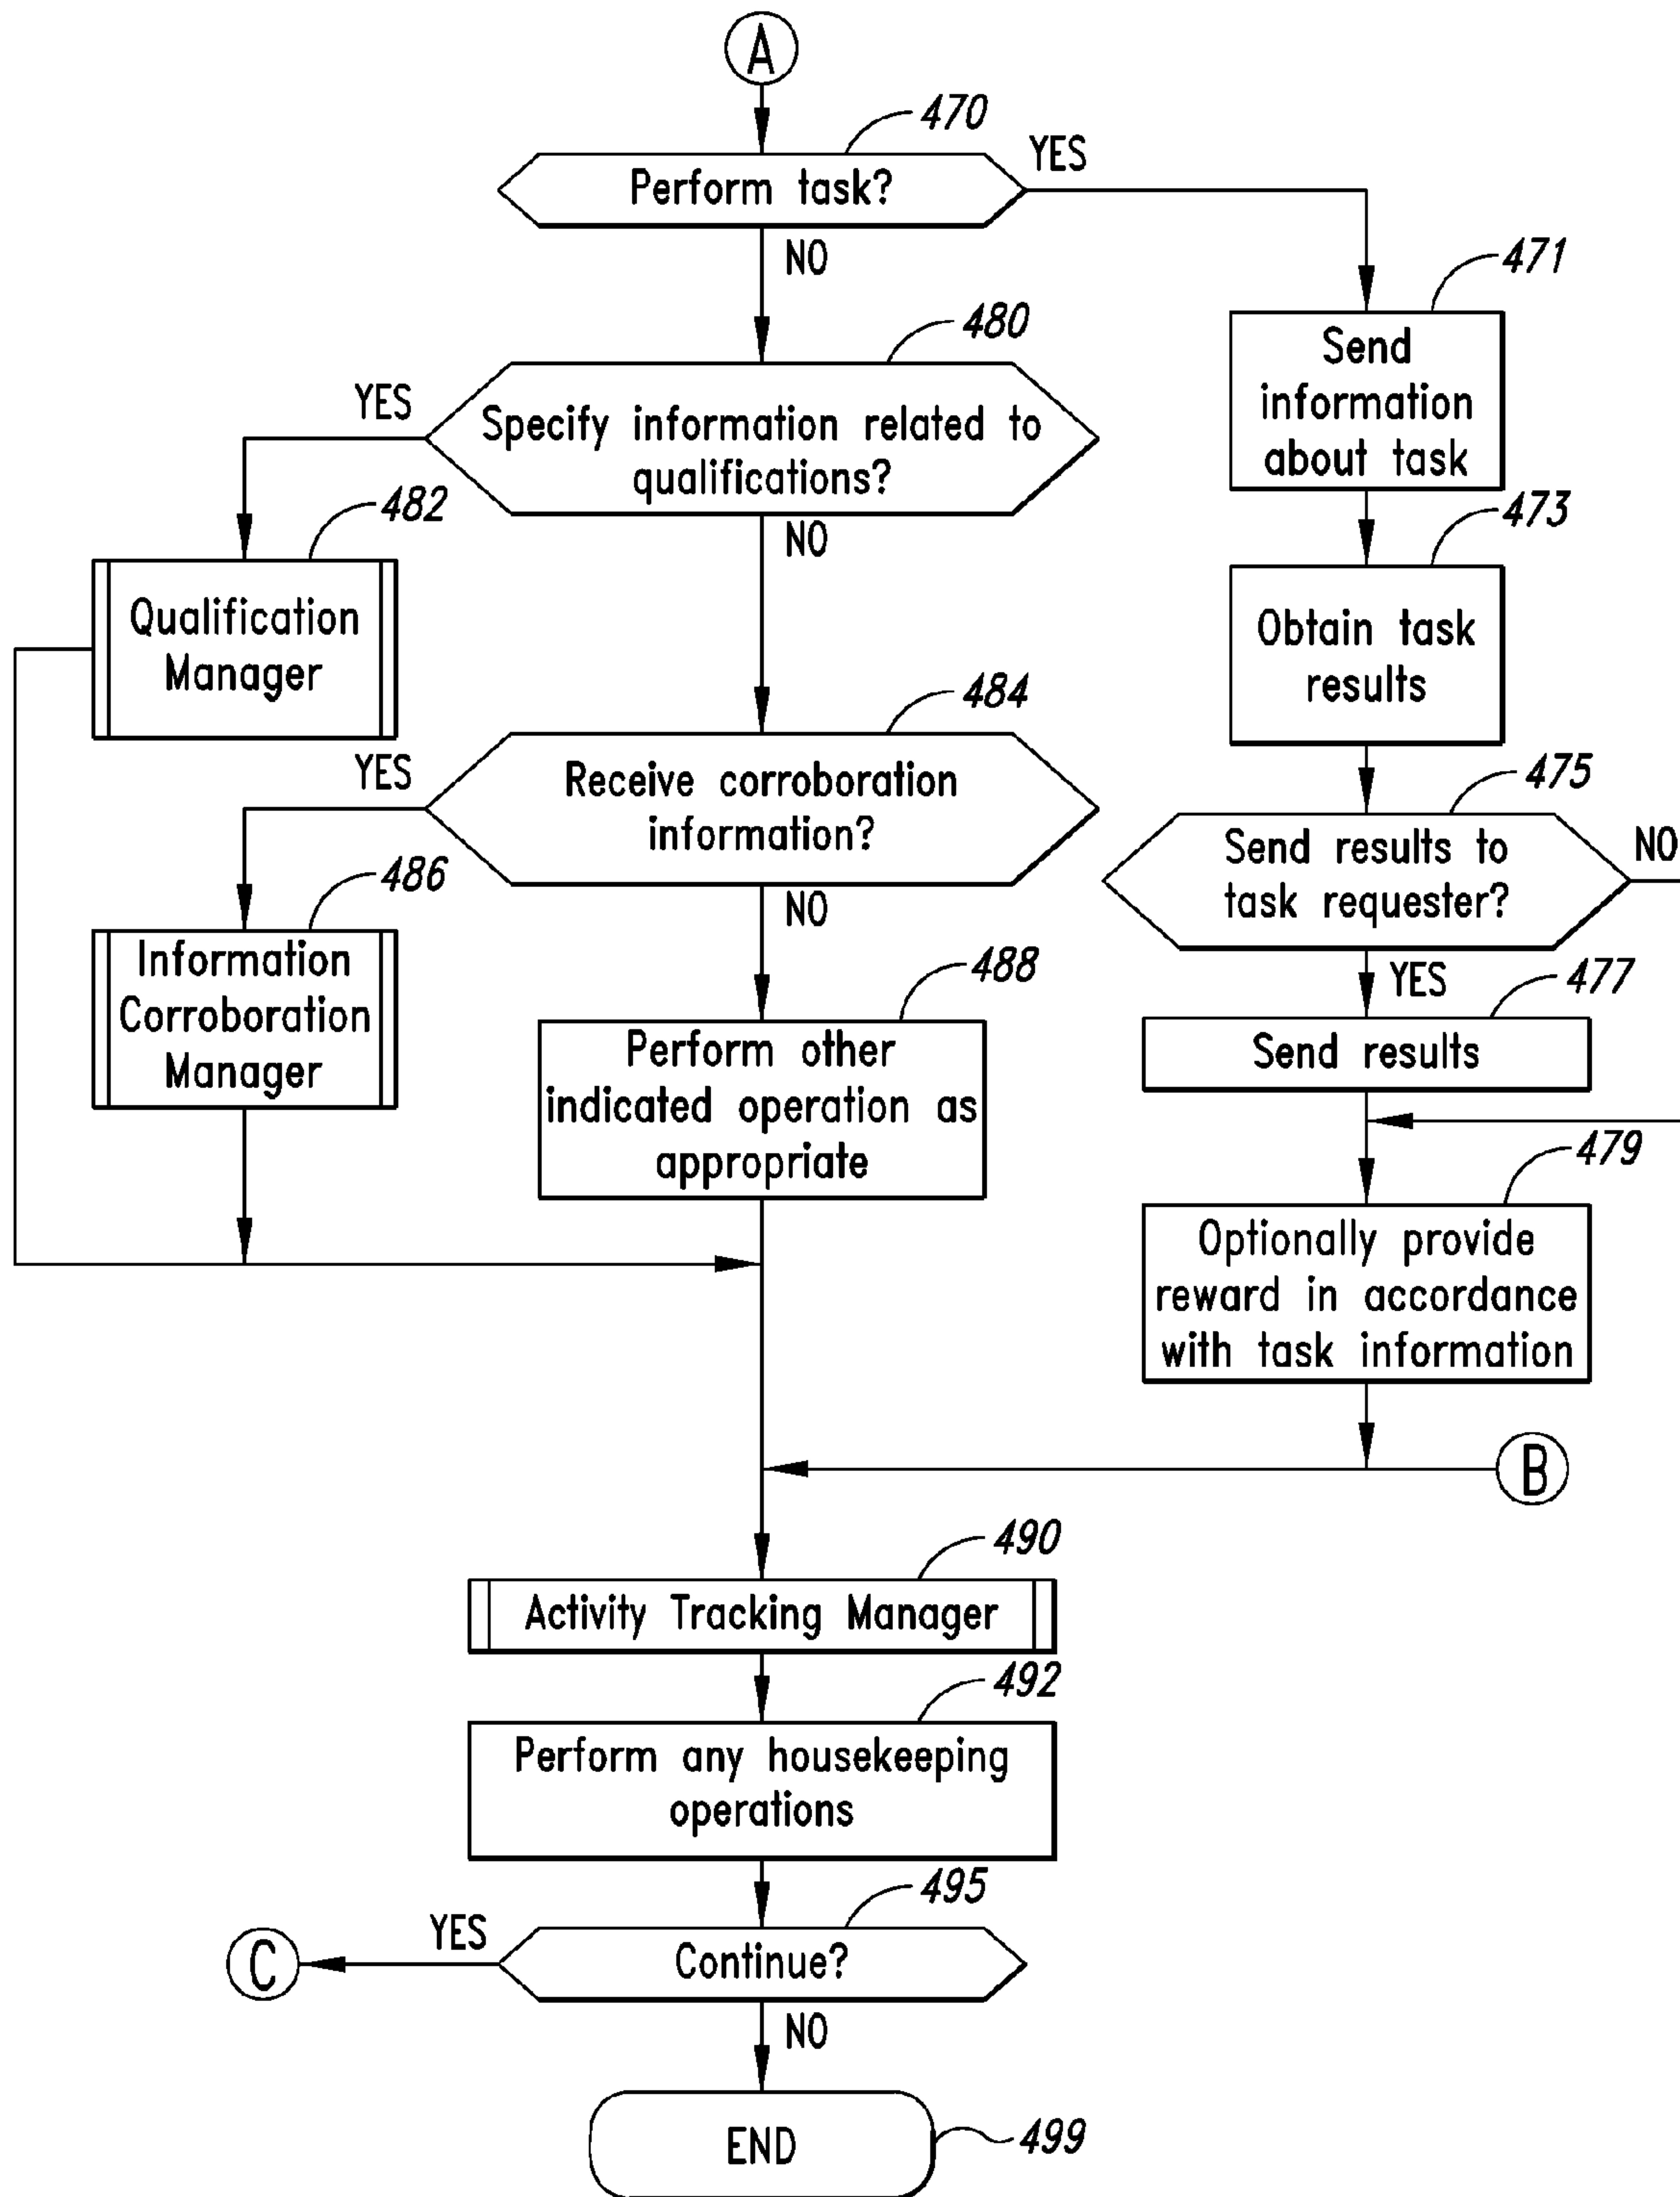 A
470
Perform task?
YES
NO
471
Send
information
about task
480
YES
Specify information related to
qualifications?
NO
482
Qualification
Manager
473
Obtain task
results
484
YES
Receive corroboration
information?
NO
475
Send results to
task requester?
NO
YES
486
Information
Corroboration
Manager
488
Perform other
indicated operation as
appropriate
477
Send results
479
Optionally provide
reward in accordance
with task information
B
490
Activity Tracking Manager
492
Perform any housekeeping
operations
495
YES
C
Continue?
NO
END
499